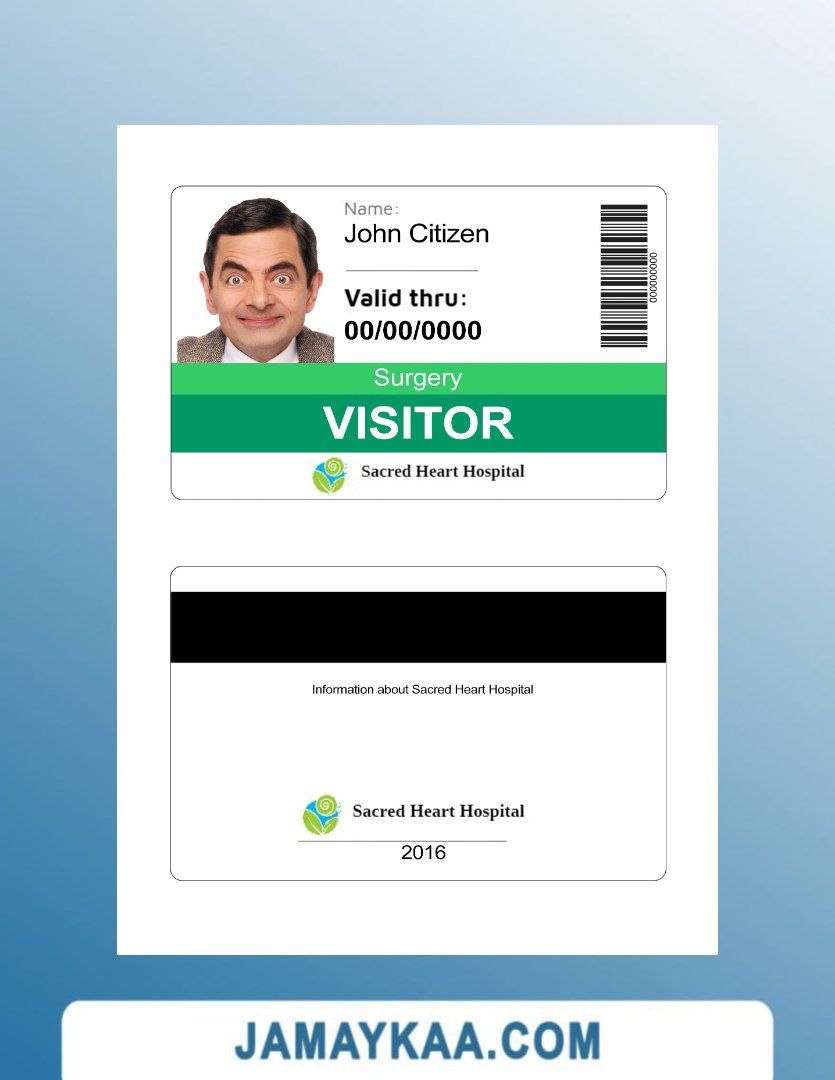 Name:
John Citizen
Valid thru:
00/00/0000
000000000
Surgery
VISITOR
Sacred Heart Hospital
Information about Sacred Heart Hospital
Sacred Heart Hospital
2016
JAMAYKAA.COM